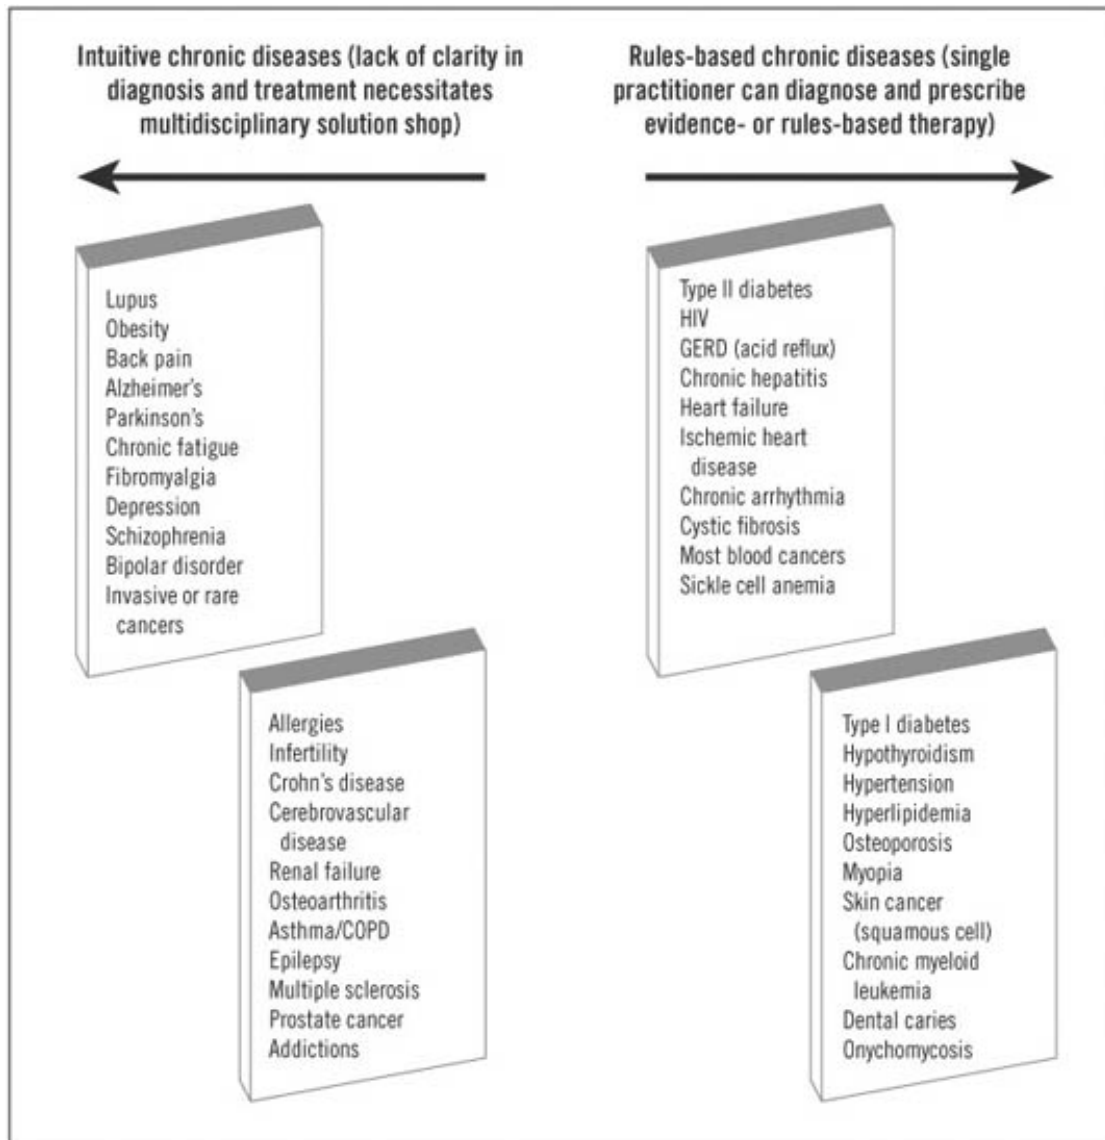 Intuitive chronic diseases (lack of clarity in
diagnosis and treatment necessitates
multidisciplinary solution shop)
Rules-based chronic diseases (single
practitioner can diagnose and prescribe
evidence- or rules-based therapy)
Lupus
Obesity
Back pain
Alzheimer's
Parkinson's
Chronic fatigue
Fibromyalgia
Depression
Schizophrenia
Bipolar disorder
Invasive or rare
cancers
Allergies
Infertility
Crohn's disease
Cerebrovascular
disease
Renal failure
Osteoarthritis
Asthma/COPD
Epilepsy
Multiple sclerosis
Prostate cancer
Addictions
Type II diabetes
HIV
GERD (acid reflux)
Chronic hepatitis
Heart failure
Ischemic heart
disease
Chronic arrhythmia
Cystic fibrosis
Most blood cancers
Sickle cell anemia
Type I diabetes
Hypothyroidism
Hypertension
Hyperlipidemia
Osteoporosis
Myopia
Skin cancer
(squamous cell)
Chronic myeloid
leukemia
Dental caries
Onychomycosis